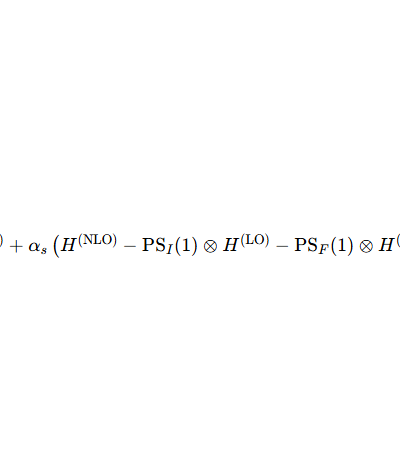 ) + α_s (H^(NLO) − PS_I(1) ⊗ H^(LO) − PS_F(1) ⊗ H^(